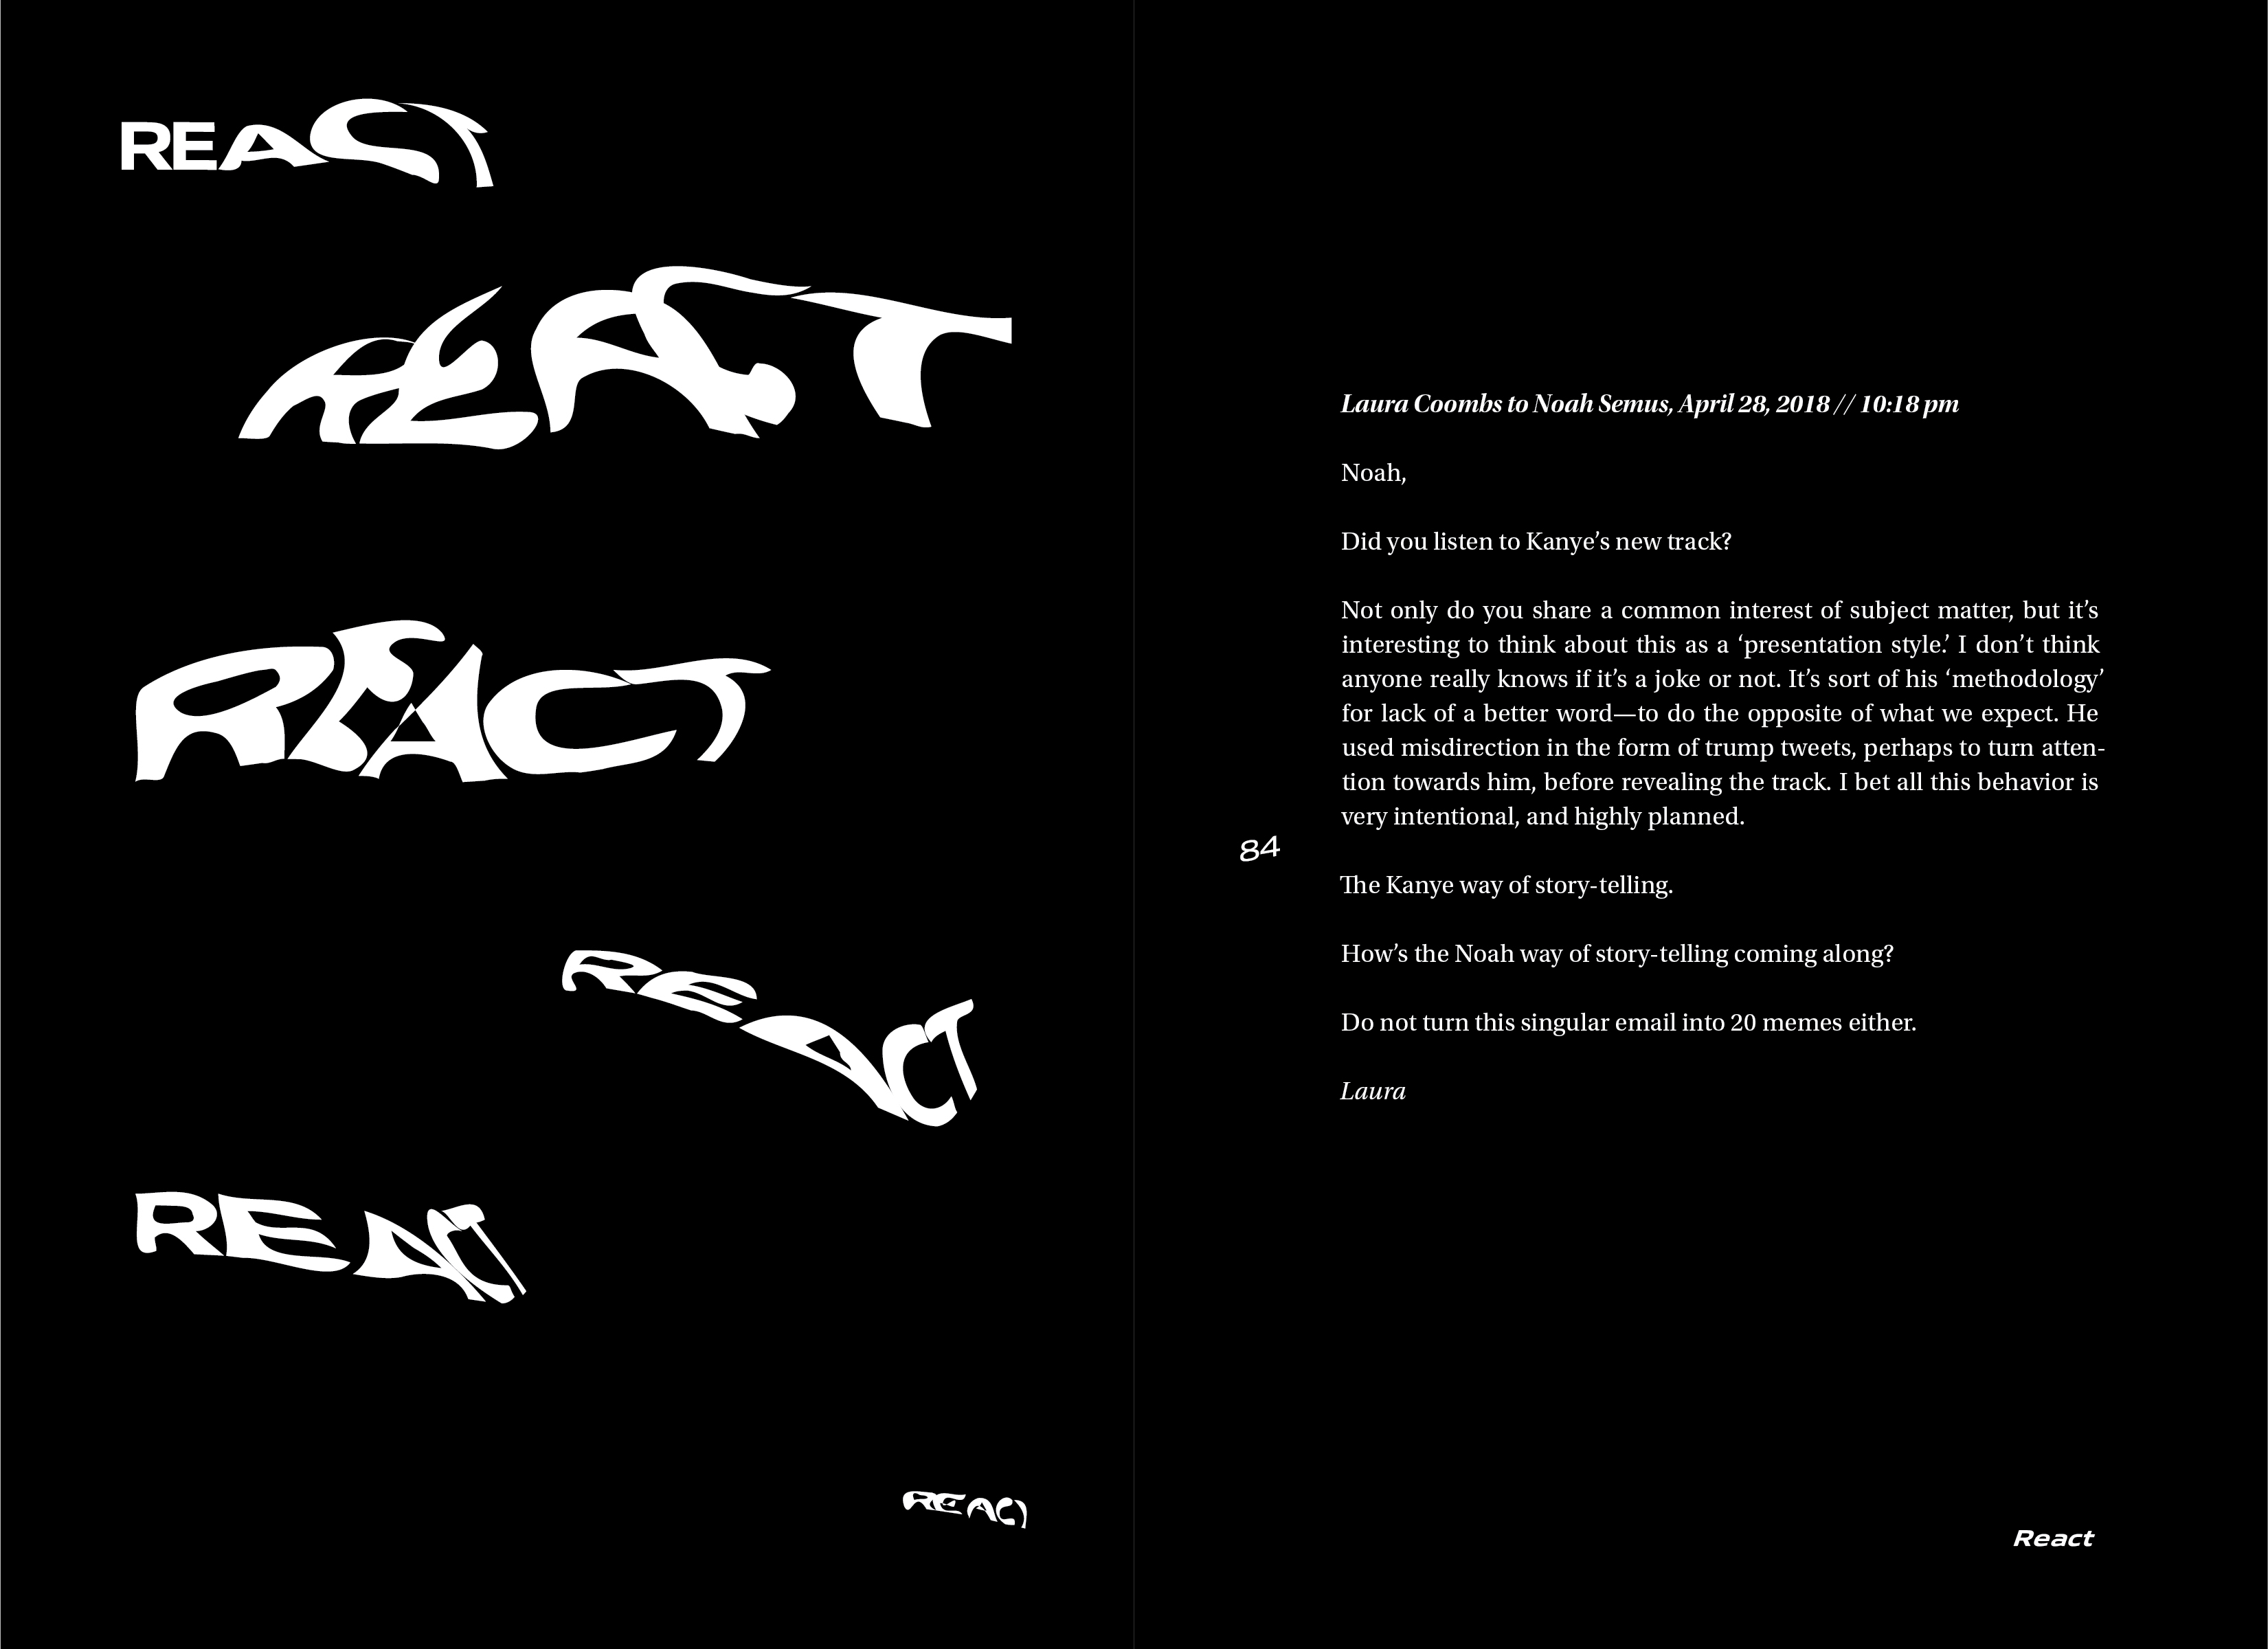 REACT
REACT
REACT
REACT
REACT
REACT
Laura Coombs to Noah Semus, April 28, 2018 // 10:18 pm
Noah,
Did you listen to Kanye’s new track?
Not only do you share a common interest of subject matter, but it’s
interesting to think about this as a ‘presentation style.’ I don’t think
anyone really knows if it’s a joke or not. It’s sort of his ‘methodology’
for lack of a better word—to do the opposite of what we expect. He
used misdirection in the form of trump tweets, perhaps to turn atten-
tion towards him, before revealing the track. I bet all this behavior is
very intentional, and highly planned.
84
The Kanye way of story-telling.
How’s the Noah way of story-telling coming along?
Do not turn this singular email into 20 memes either.
Laura
React